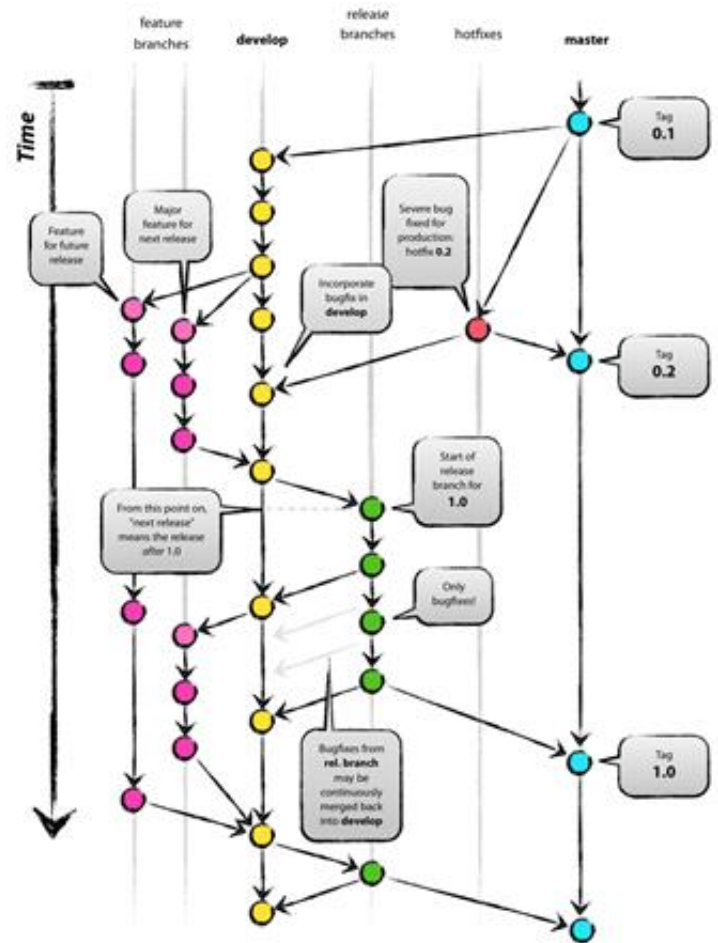 feature
branches
develop
release
branches
hotfixes
master
Time
Tag
0.1
Major
feature for
next release
Severe bug
fixed for
production:
hotfix 0.2
Feature
for future
release
Incorporate
bugfix in
develop
Tag
0.2
Start of
release
branch for
1.0
From this point on,
"next release"
means the release
after 1.0
Only
bugfixes!
Bugfixes from
rel. branch
may be
continuously
merged back
into develop
Tag
1.0